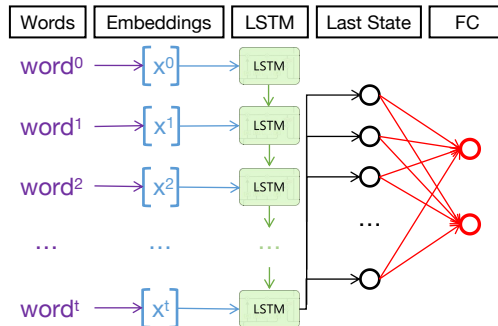 Words Embeddings LSTM Last State FC
word⁰ [x⁰] LSTM
word¹ [x¹] LSTM
word² [x²] LSTM
... ... ... ...
wordᵗ [xᵗ] LSTM